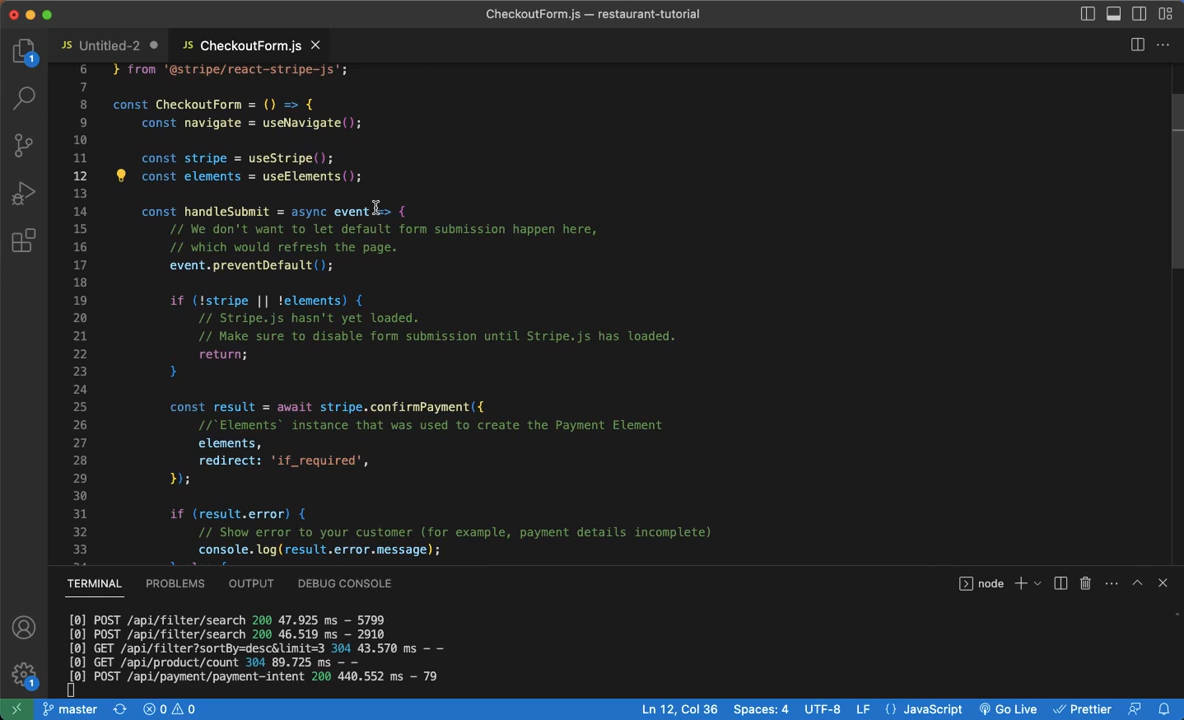 CheckoutForm.js — restaurant-tutorial
JS Untitled-2
JS CheckoutForm.js
6 } from '@stripe/react-stripe-js';
7
8 const CheckoutForm = () => {
9 const navigate = useNavigate();
10
11 const stripe = useStripe();
12 const elements = useElements();
13
14 const handleSubmit = async event => {
15 // We don't want to let default form submission happen here,
16 // which would refresh the page.
17 event.preventDefault();
18
19 if (!stripe || !elements) {
20 // Stripe.js hasn't yet loaded.
21 // Make sure to disable form submission until Stripe.js has loaded.
22 return;
23 }
24
25 const result = await stripe.confirmPayment({
26 //`Elements` instance that was used to create the Payment Element
27 elements,
28 redirect: 'if_required',
29 });
30
31 if (result.error) {
32 // Show error to your customer (for example, payment details incomplete)
33 console.log(result.error.message);
1
TERMINAL PROBLEMS OUTPUT DEBUG CONSOLE node
[0] POST /api/filter/search 200 47.925 ms - 5799
[0] POST /api/filter/search 200 46.519 ms - 2910
[0] GET /api/filter?sortBy=desc&limit=3 304 43.570 ms - -
[0] GET /api/product/count 304 89.725 ms - -
[0] POST /api/payment/payment-intent 200 440.552 ms - 79
1
master 0 0 Ln 12, Col 36 Spaces: 4 UTF-8 LF {} JavaScript Go Live Prettier